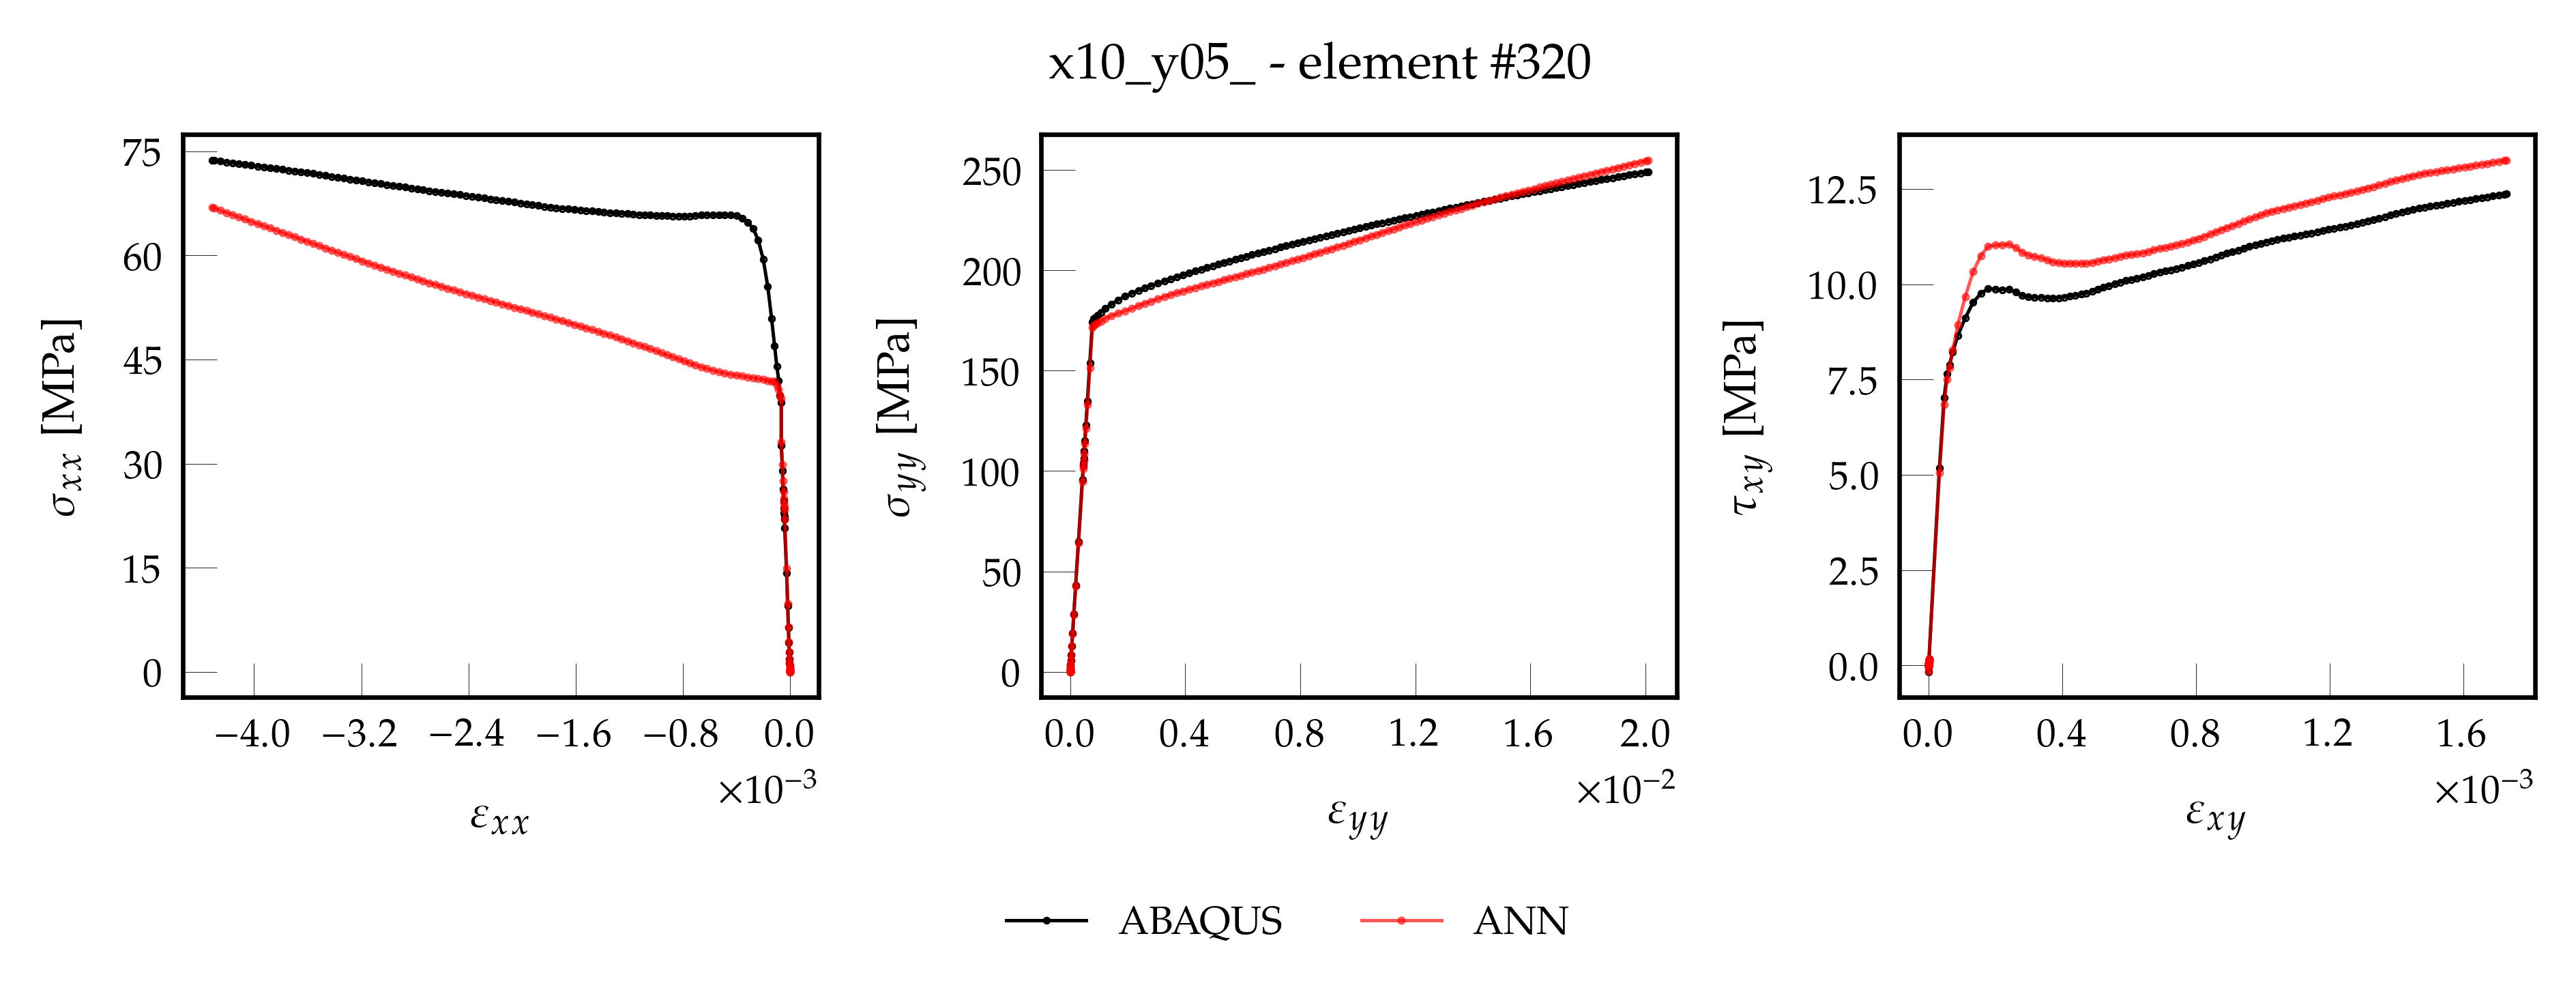 x10_y05_ - element #320
75
60
45
30
15
0
σxx [MPa]
−4.0 −3.2 −2.4 −1.6 −0.8 0.0
×10⁻³
εxx
250
200
150
100
50
0
σyy [MPa]
0.0 0.4 0.8 1.2 1.6 2.0
×10⁻²
εyy
12.5
10.0
7.5
5.0
2.5
0.0
τxy [MPa]
0.0 0.4 0.8 1.2 1.6
×10⁻³
εxy
ABAQUS ANN